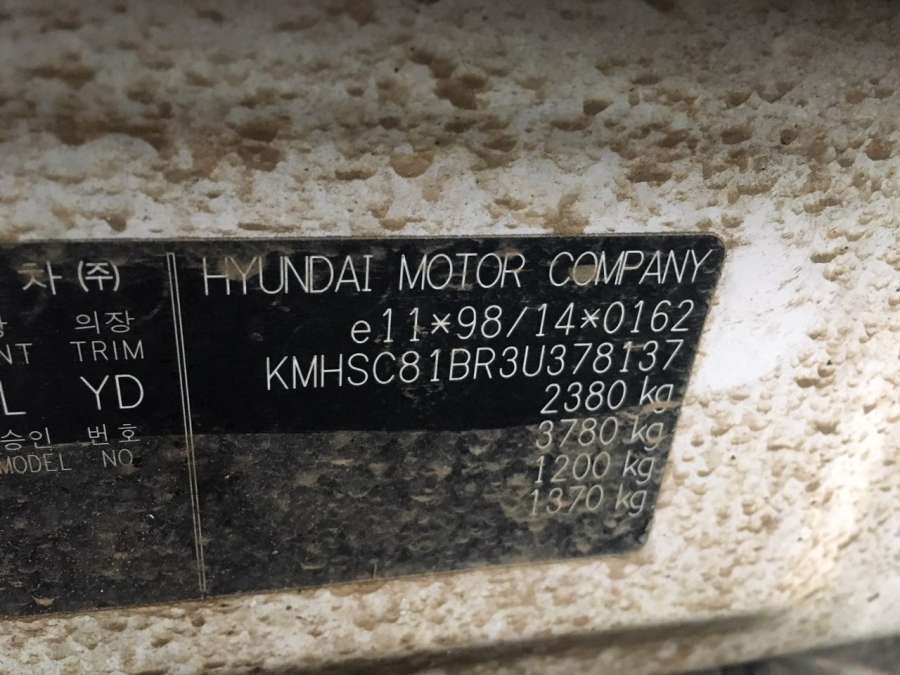 차 (주)
의장
NT TRIM
L YD
승인 번호
MODEL NO
HYUNDAI MOTOR COMPANY
e11*98/14*0162
KMHSC81BR3U378137
2380 kg
3780 kg
1200 kg
1370 kg